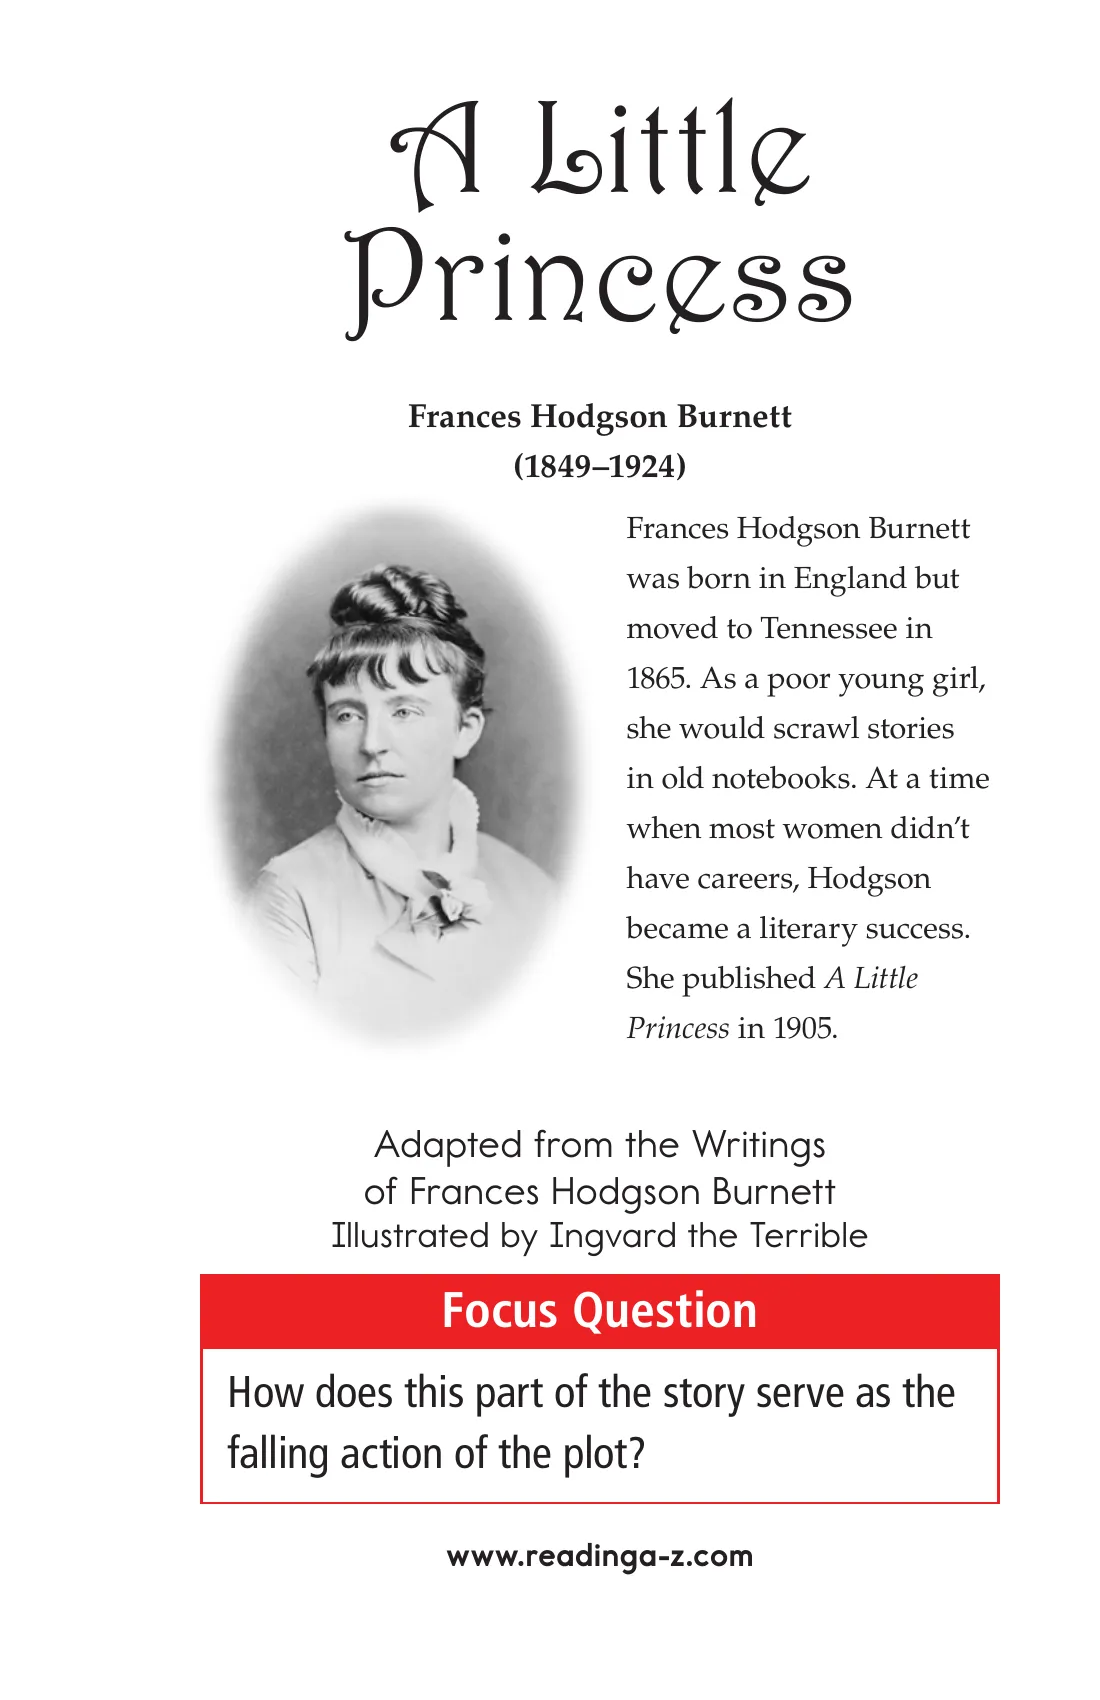 A Little
Princess
Frances Hodgson Burnett
(1849–1924)
Frances Hodgson Burnett
was born in England but
moved to Tennessee in
1865. As a poor young girl,
she would scrawl stories
in old notebooks. At a time
when most women didn’t
have careers, Hodgson
became a literary success.
She published A Little
Princess in 1905.
Adapted from the Writings
of Frances Hodgson Burnett
Illustrated by Ingvard the Terrible
Focus Question
How does this part of the story serve as the
falling action of the plot?
www.readinga-z.com